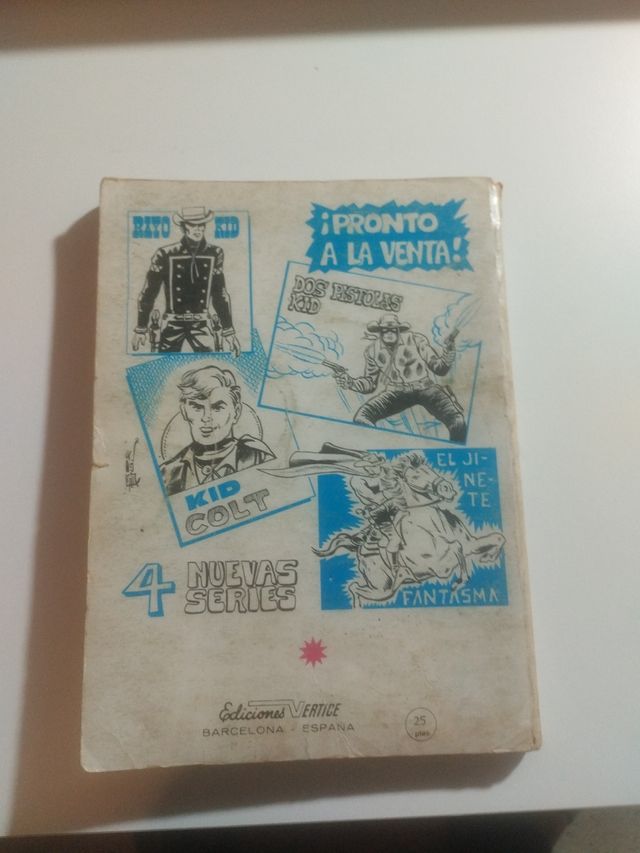 RAYO KID
¡PRONTO
A LA VENTA!
DOS PISTOLAS
KID
KID
COLT
EL JI-
NE-
TE
FANTASMA
4 NUEVAS
SERIES
Ediciones VERTICE
BARCELONA - ESPAÑA
25
ptas